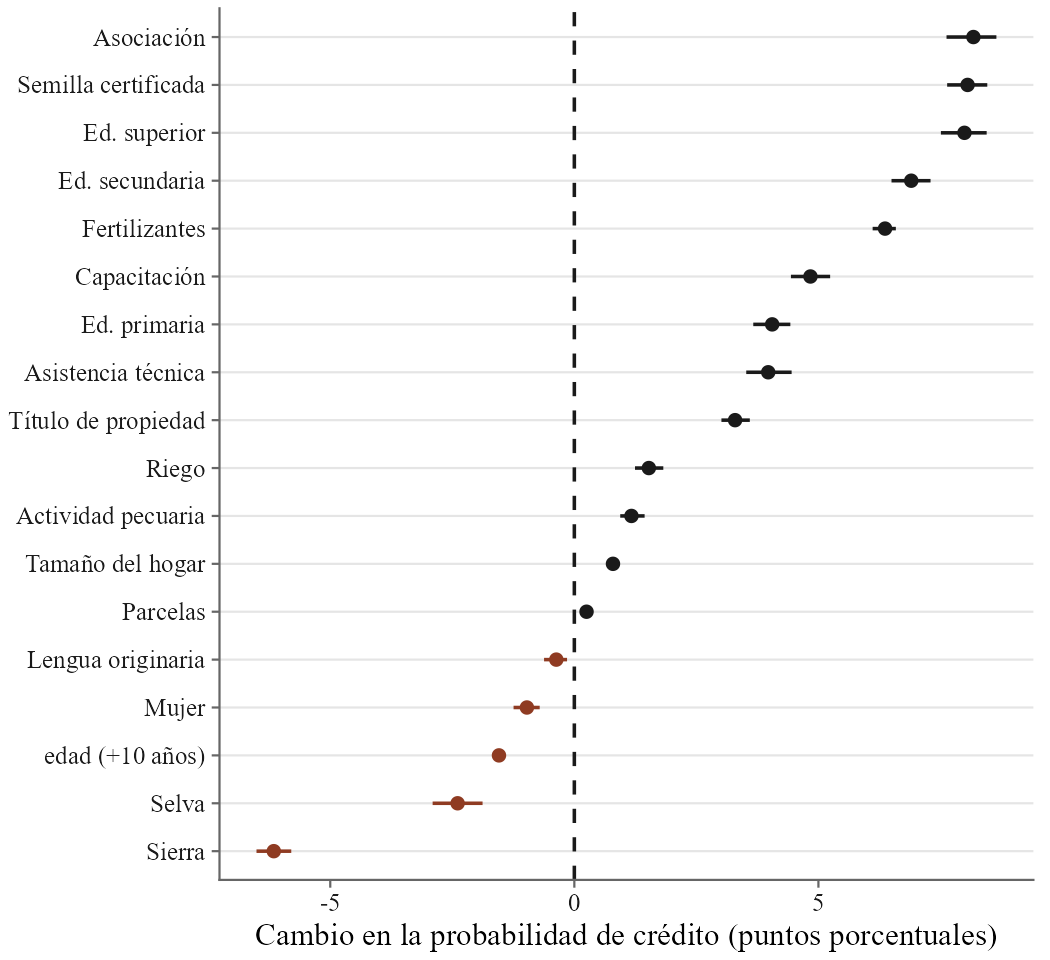 Asociación
Semilla certificada
Ed. superior
Ed. secundaria
Fertilizantes
Capacitación
Ed. primaria
Asistencia técnica
Título de propiedad
Riego
Actividad pecuaria
Tamaño del hogar
Parcelas
Lengua originaria
Mujer
edad (+10 años)
Selva
Sierra
-5 0 5
Cambio en la probabilidad de crédito (puntos porcentuales)